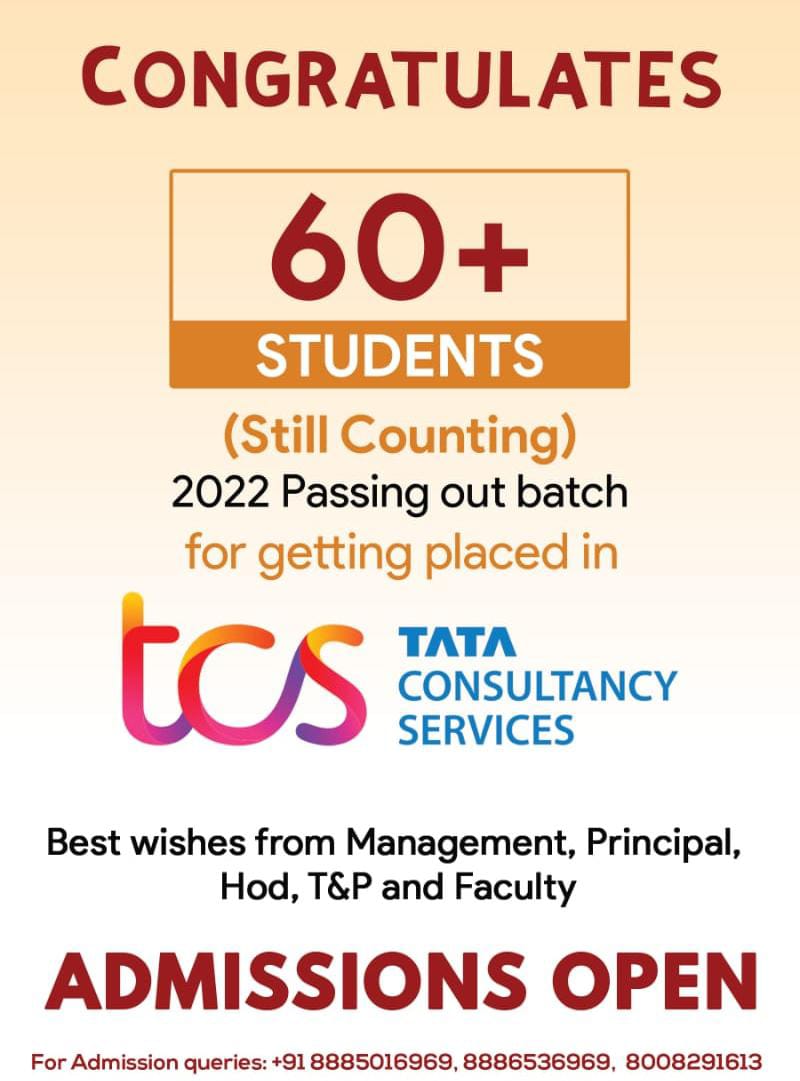 CONGRATULATES
60+
STUDENTS
(Still Counting)
2022 Passing out batch
for getting placed in
tcs TATA
CONSULTANCY
SERVICES
Best wishes from Management, Principal,
Hod, T&P and Faculty
ADMISSIONS OPEN
For Admission queries: +91 8885016969, 8886536969, 8008291613